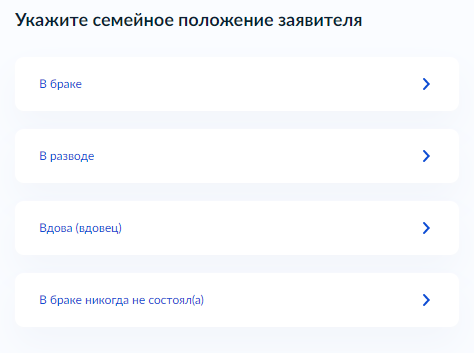 Укажите семейное положение заявителя
В браке
В разводе
Вдова (вдовец)
В браке никогда не состоял(а)